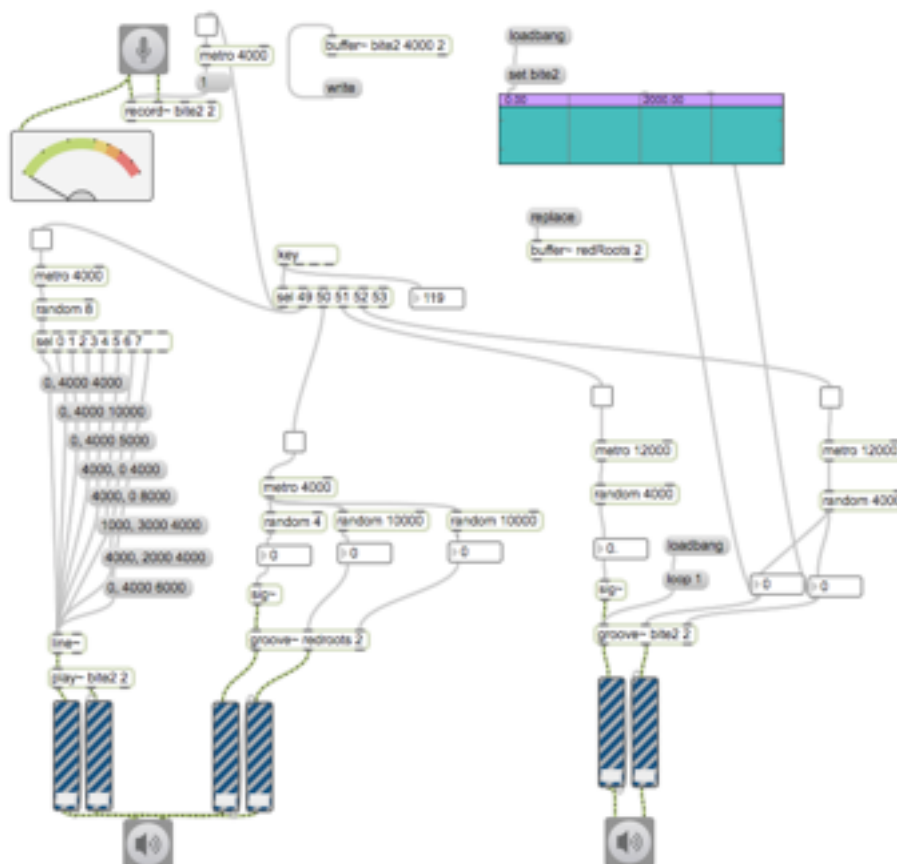 metro 4000
1
record~ bite2 2
buffer~ bite2 4000 2
write
loadbang
set bite2
0.00 2000.00
replace
buffer~ redRoots 2
key
sel 49 50 51 52 53
119
metro 4000
random 8
sel 0 1 2 3 4 5 6 7
0, 4000 4000
0, 4000 10000
0, 4000 5000
4000, 0 4000
4000, 0 8000
1000, 3000 4000
4000, 2000 4000
0, 4000 6000
line~
play~ bite2 2
metro 4000
random 4 random 10000 random 10000
0 0 0
sig~
groove~ redroots 2
metro 12000
random 4000
0.
loadbang
loop 1
sig~
groove~ bite2 2
metro 12000
random 4000
0 0